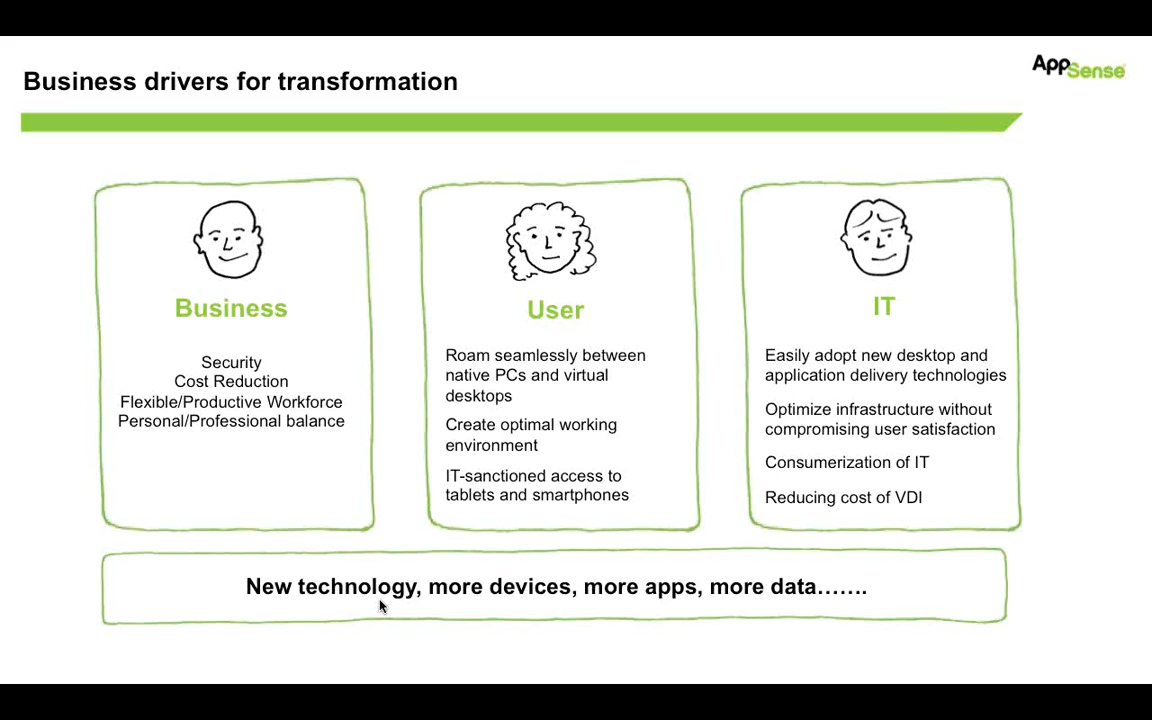 Business drivers for transformation
AppSense
Business
Security
Cost Reduction
Flexible/Productive Workforce
Personal/Professional balance
User
Roam seamlessly between
native PCs and virtual
desktops
Create optimal working
environment
IT-sanctioned access to
tablets and smartphones
IT
Easily adopt new desktop and
application delivery technologies
Optimize infrastructure without
compromising user satisfaction
Consumerization of IT
Reducing cost of VDI
New technology, more devices, more apps, more data…….